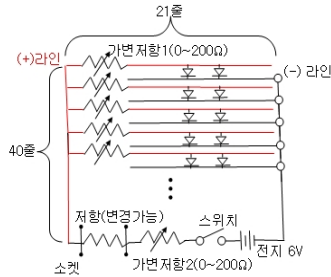 21줄
가변저항1(0~200Ω)
(+)라인
(-) 라인
40줄
저항(변경가능)
스위치
소켓
가변저항2(0~200Ω)
전지 6V